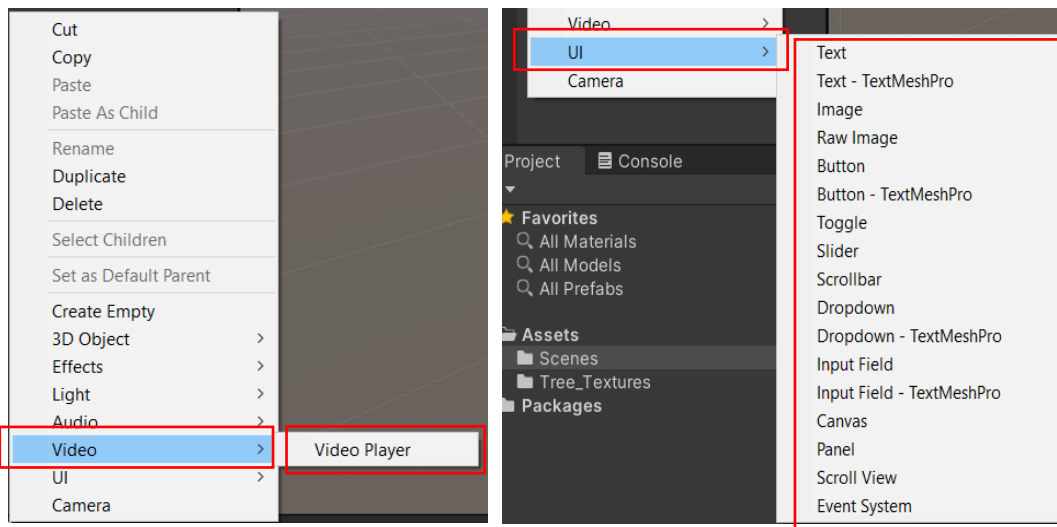 Cut
Copy
Paste
Paste As Child
Rename
Duplicate
Delete
Select Children
Set as Default Parent
Create Empty
3D Object
Effects
Light
Audio
Video
Video Player
UI
Camera
Video
UI
Camera
Project
Console
Favorites
All Materials
All Models
All Prefabs
Assets
Scenes
Tree_Textures
Packages
Text
Text - TextMeshPro
Image
Raw Image
Button
Button - TextMeshPro
Toggle
Slider
Scrollbar
Dropdown
Dropdown - TextMeshPro
Input Field
Input Field - TextMeshPro
Canvas
Panel
Scroll View
Event System